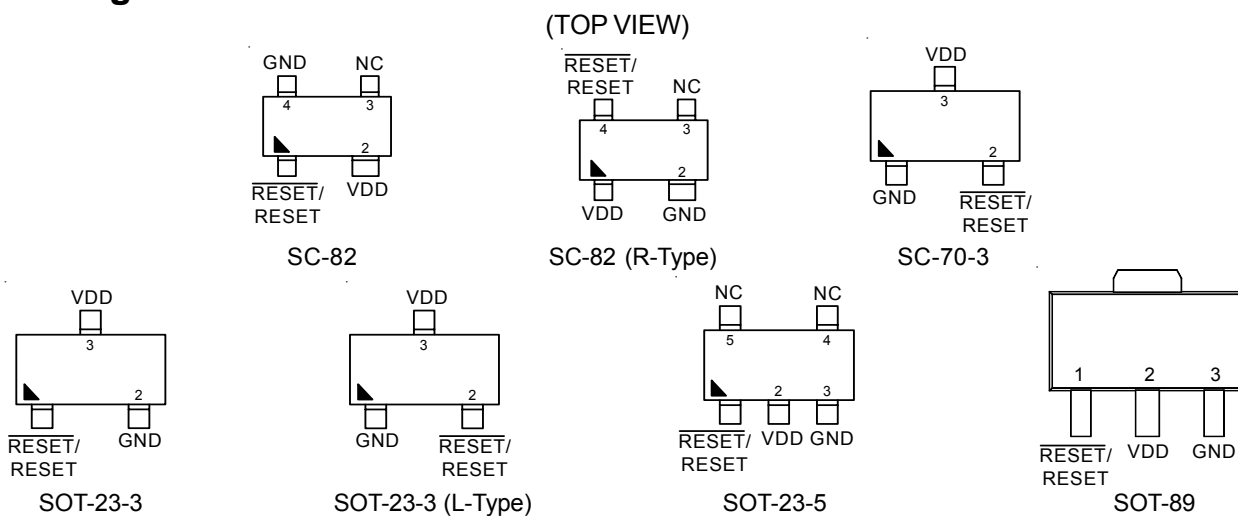 (TOP VIEW)
GND NC
4 3
2
RESET/ VDD
RESET
SC-82
RESET/
RESET NC
4 3
2
VDD GND
SC-82 (R-Type)
VDD
3
2
GND RESET/
RESET
SC-70-3
VDD
3
2
RESET/ GND
RESET
SOT-23-3
VDD
3
2
GND RESET/
RESET
SOT-23-3 (L-Type)
NC NC
5 4
2 3
RESET/ VDD GND
RESET
SOT-23-5
1 2 3
RESET/ VDD GND
RESET
SOT-89